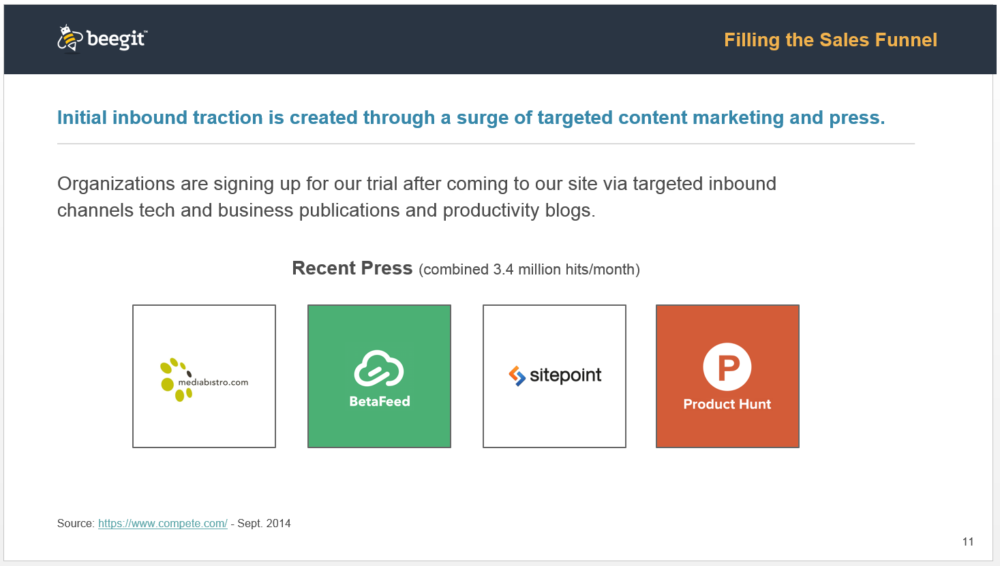 beegit™
Filling the Sales Funnel
Initial inbound traction is created through a surge of targeted content marketing and press.
Organizations are signing up for our trial after coming to our site via targeted inbound
channels tech and business publications and productivity blogs.
Recent Press (combined 3.4 million hits/month)
mediabistro.com
BetaFeed
sitepoint
P
Product Hunt
Source: https://www.compete.com/ - Sept. 2014
11